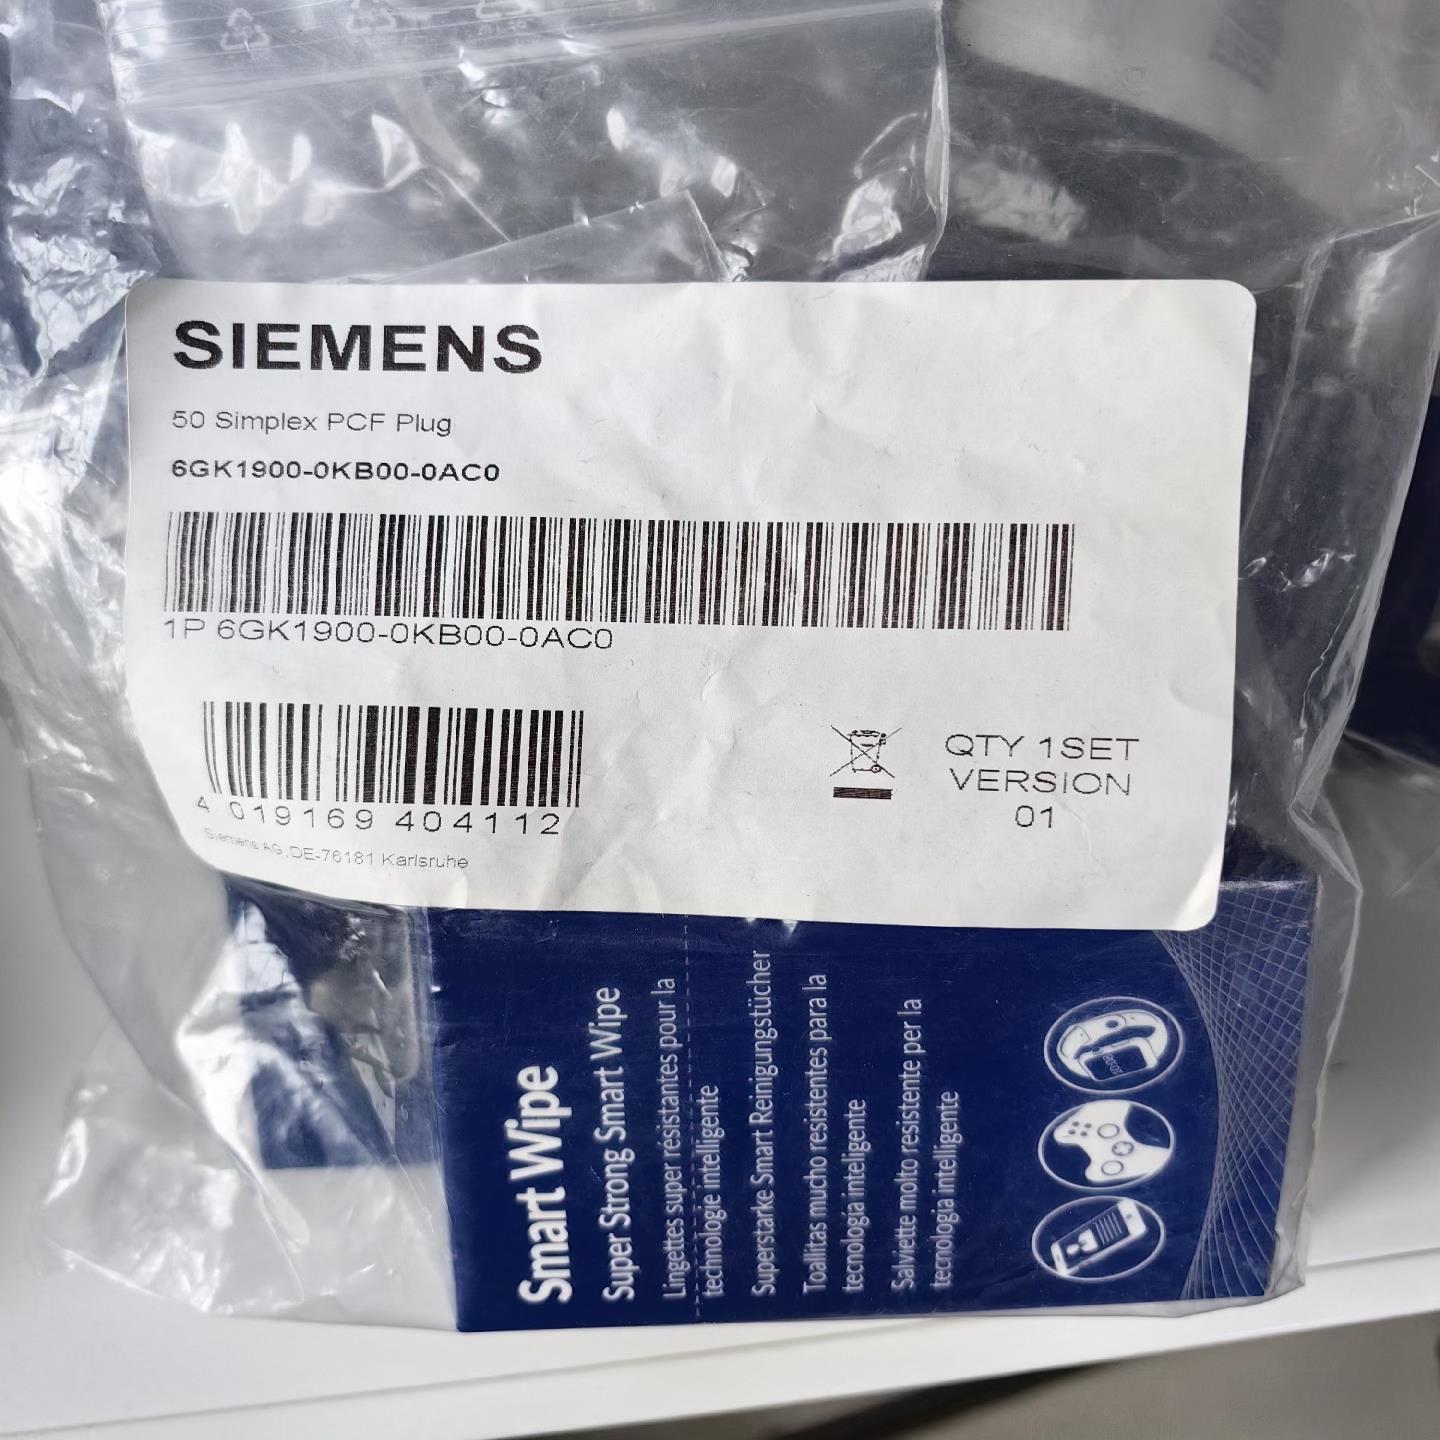 SIEMENS
50 Simplex PCF Plug
6GK1900-0KB00-0AC0
1P 6GK1900-0KB00-0AC0
4 019169 404112
QTY 1SET
VERSION
01
Siemens AG,DE-76181 Karlsruhe
Smart Wipe
Super Strong Smart Wipe
Lingettes super résistantes pour la
technologie intelligente
Superstarke Smart Reinigungstücher
Toallitas mucho resistentes para la
tecnología inteligente
Salviette molto resistente per la
tecnologia intelligente